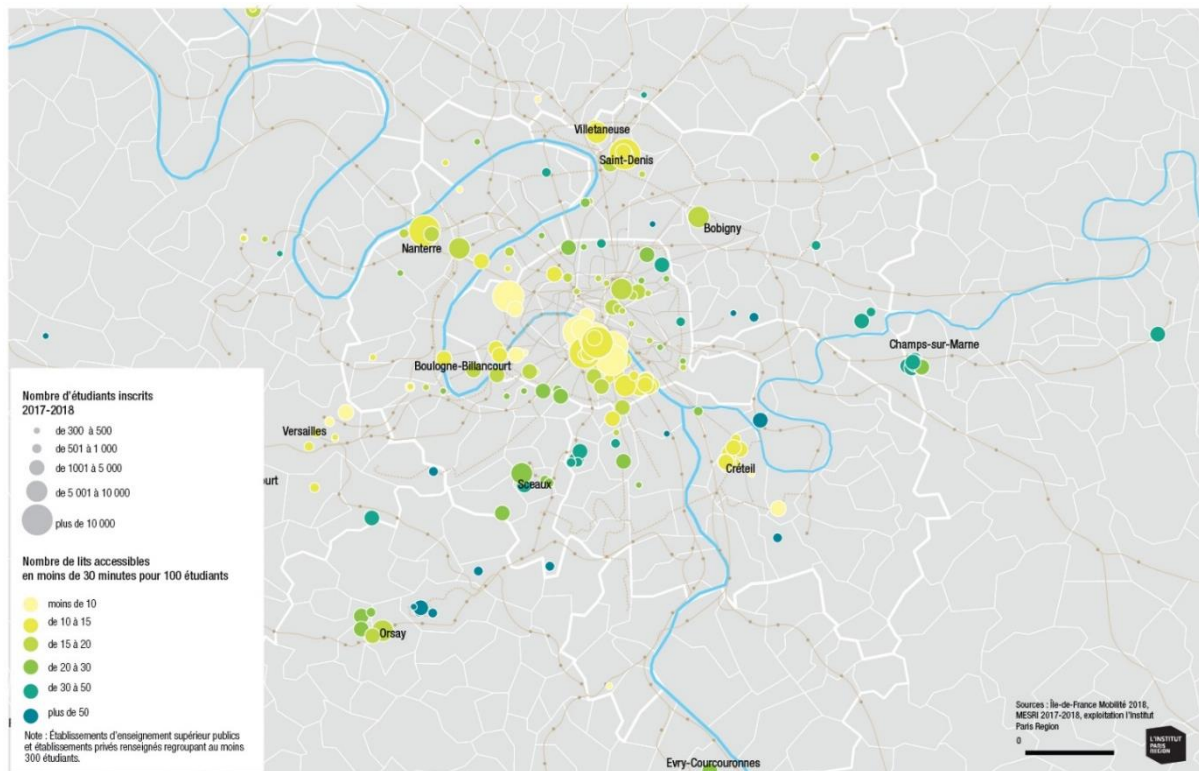 Villetaneuse
Saint-Denis
Bobigny
Nanterre
Champs-sur-Marne
Boulogne-Billancourt
Nombre d'étudiants inscrits
2017-2018
de 300 à 500
de 501 à 1 000
de 1001 à 5 000
de 5 001 à 10 000
plus de 10 000
Versailles
Créteil
Sceaux
ourt
Nombre de lits accessibles
en moins de 30 minutes pour 100 étudiants
moins de 10
de 10 à 15
de 15 à 20
de 20 à 30
de 30 à 50
plus de 50
Orsay
Note : Établissements d'enseignement supérieur publics
et établissements privés renseignés regroupant au moins
300 étudiants.
Evry-Courcouronnes
Sources : Île-de-France Mobilité 2018,
MESRI 2017-2018, exploitation l'Institut
Paris Region
0
L'INSTITUT
PARIS
REGION